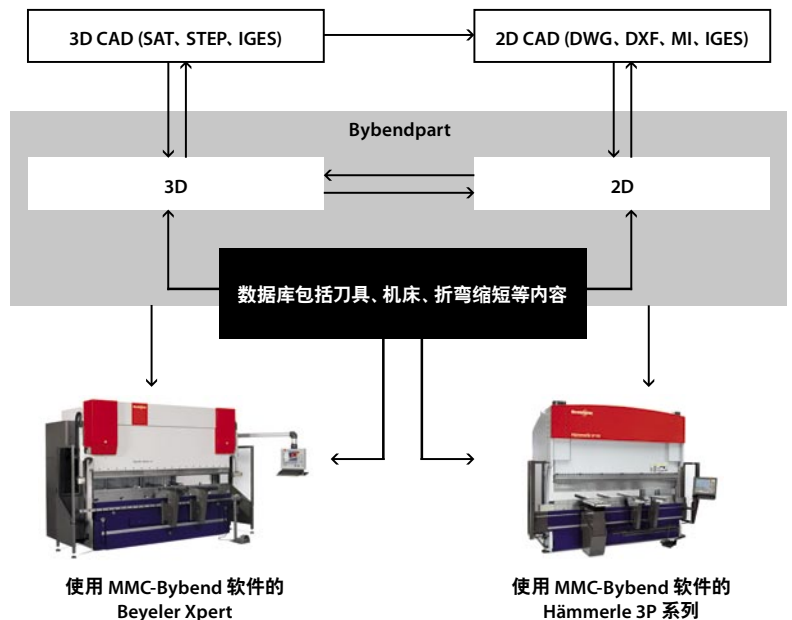 3D CAD (SAT、STEP、IGES)
2D CAD (DWG、DXF、MI、IGES)
Bybendpart
3D
2D
数据库包括刀具、机床、折弯缩短等内容
使用 MMC-Bybend 软件的
Beyeler Xpert
使用 MMC-Bybend 软件的
Hämmerle 3P 系列